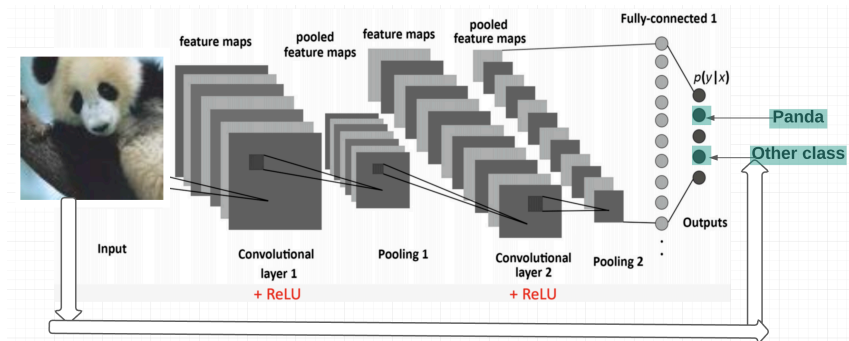 feature maps
pooled
feature maps
feature maps
pooled
feature maps
Fully-connected 1
p(y|x)
Panda
Other class
Outputs
Input
Convolutional
layer 1
Pooling 1
Convolutional
layer 2
Pooling 2
+ ReLU
+ ReLU